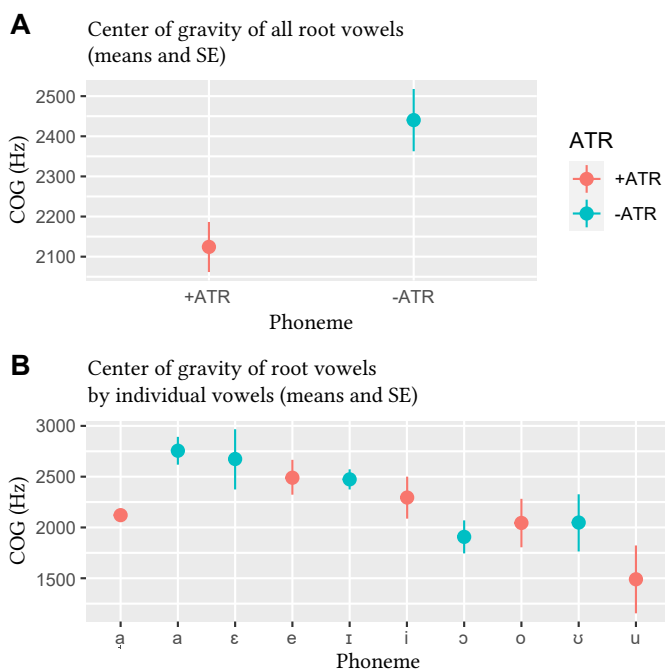 A
Center of gravity of all root vowels
(means and SE)
2500
2400
2300
2200
2100
COG (Hz)
+ATR
-ATR
Phoneme
ATR
+ATR
-ATR
B
Center of gravity of root vowels
by individual vowels (means and SE)
3000
2500
2000
1500
COG (Hz)
a̘ a ɛ e ɪ i ɔ o ʊ u
Phoneme